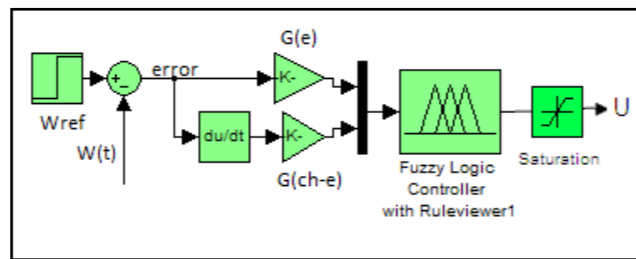 G(e)
+
-
error
K-
Wref
W(t)
du/dt
K-
G(ch-e)
Fuzzy Logic
Controller
with Ruleviewer1
Saturation
U